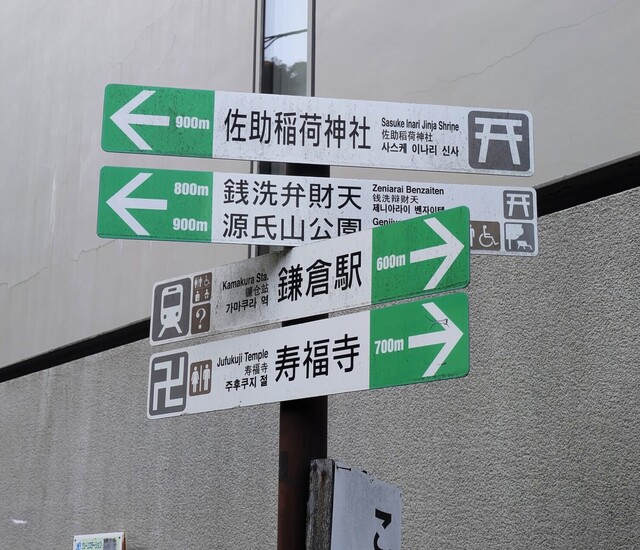 900m
佐助稲荷神社
Sasuke Inari Jinja Shrine
佐助稻荷神社
사스케 이나리 신사
800m
銭洗弁財天
Zeniarai Benzaiten
钱洗辩财天
제니아라이 벤자이텐
900m
源氏山公園
600m
Kamakura Sta.
镰仓站
가마쿠라 역
鎌倉駅
?
700m
Jufukuji Temple
寿福寺
주후쿠지 절
寿福寺
こ